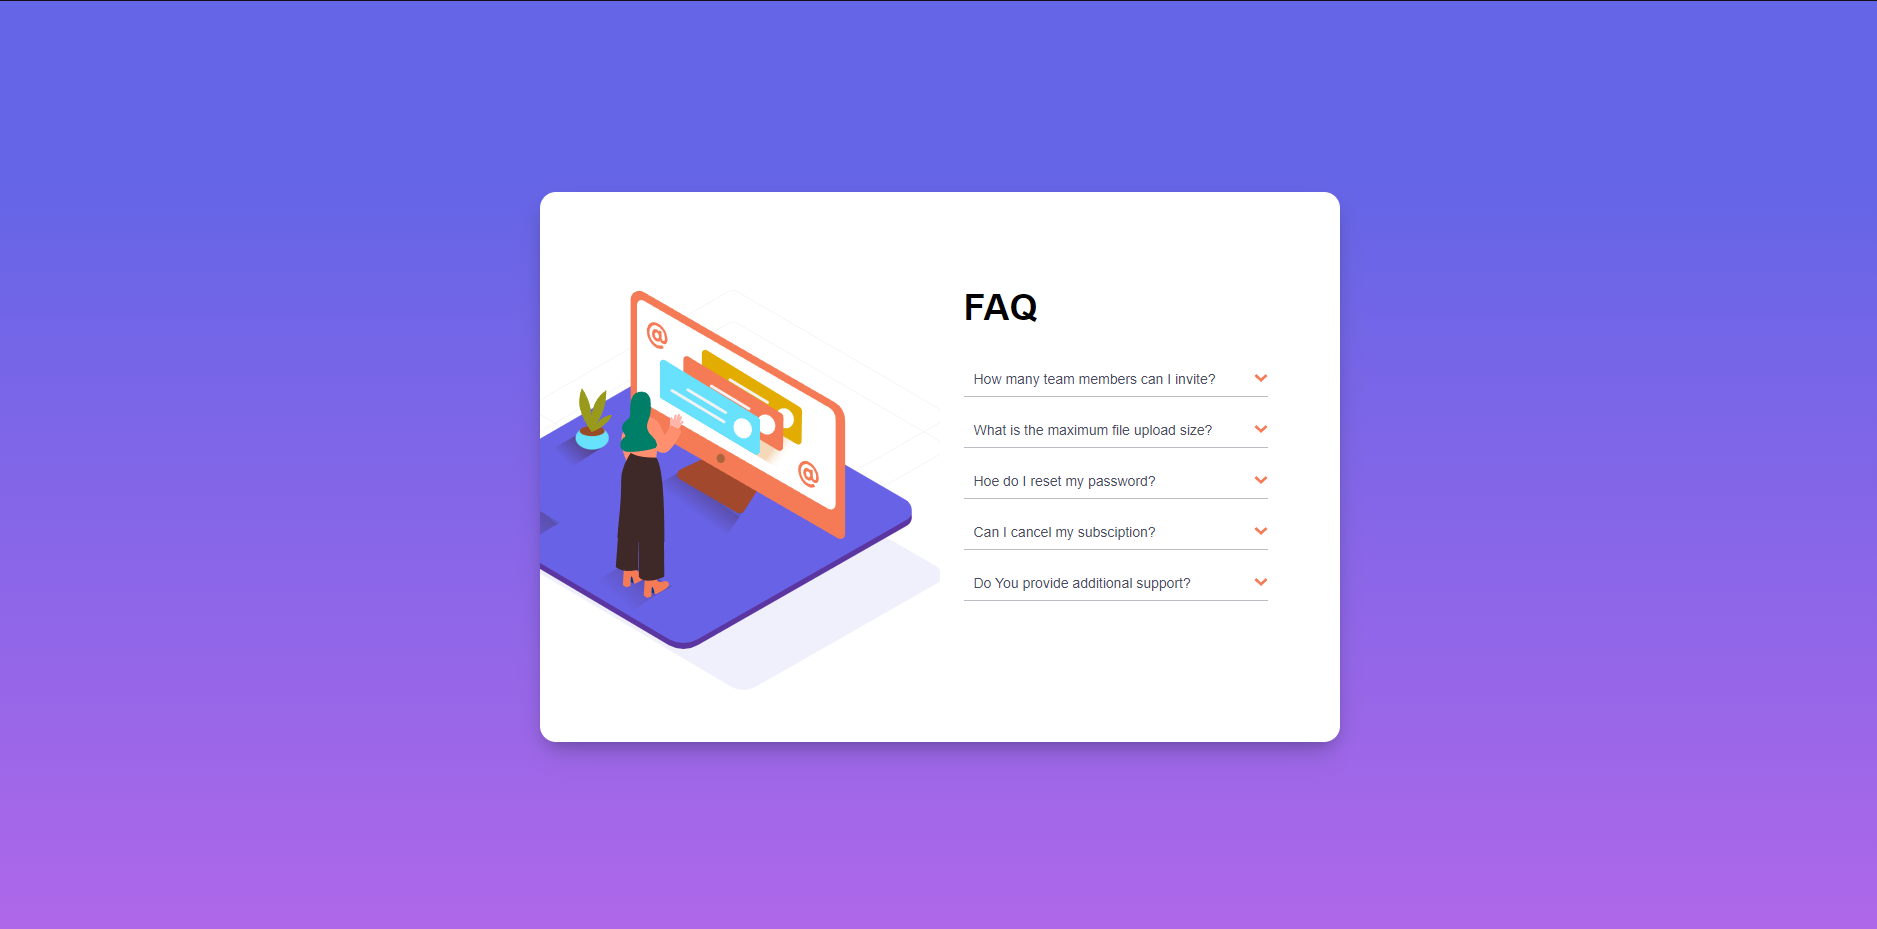 @
@
FAQ
How many team members can I invite?
What is the maximum file upload size?
Hoe do I reset my password?
Can I cancel my subsciption?
Do You provide additional support?